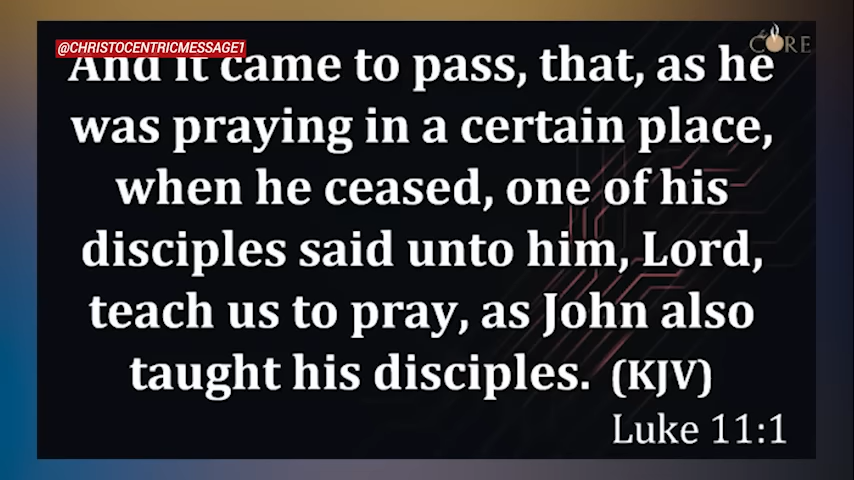 @CHRISTOCENTRICMESSAGE1
CORE
And it came to pass, that, as he
was praying in a certain place,
when he ceased, one of his
disciples said unto him, Lord,
teach us to pray, as John also
taught his disciples. (KJV)
Luke 11:1